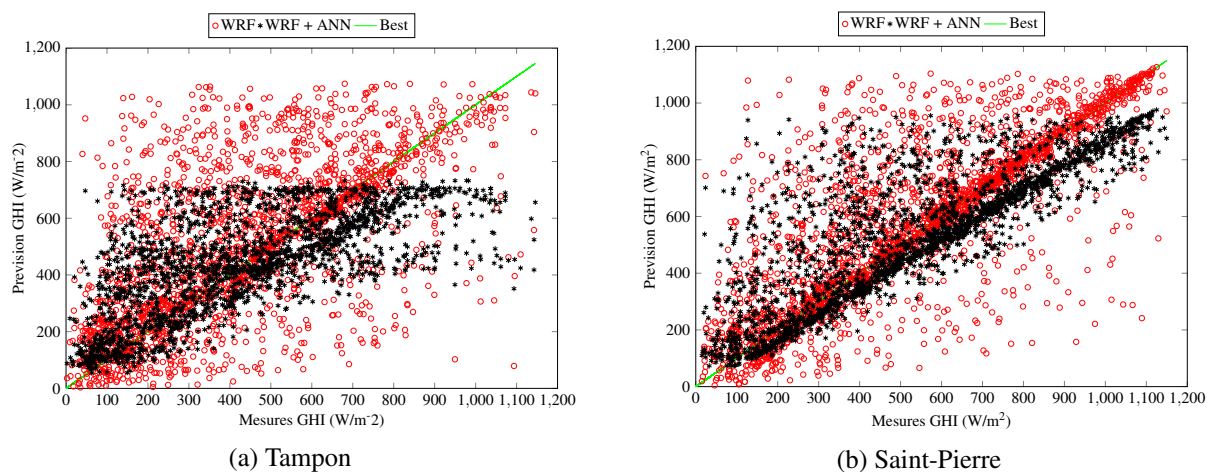 WRF WRF + ANN Best
1,200
1,000
800
600
400
200
0
Prevision GHI (W/m-2)
0 100 200 300 400 500 600 700 800 900 1,000 1,100 1,200
Mesures GHI (W/m-2)
(a) Tampon
WRF WRF + ANN Best
1,200
1,000
800
600
400
200
0
Prevision GHI (W/m²)
0 100 200 300 400 500 600 700 800 900 1,000 1,100 1,200
Mesures GHI (W/m²)
(b) Saint-Pierre